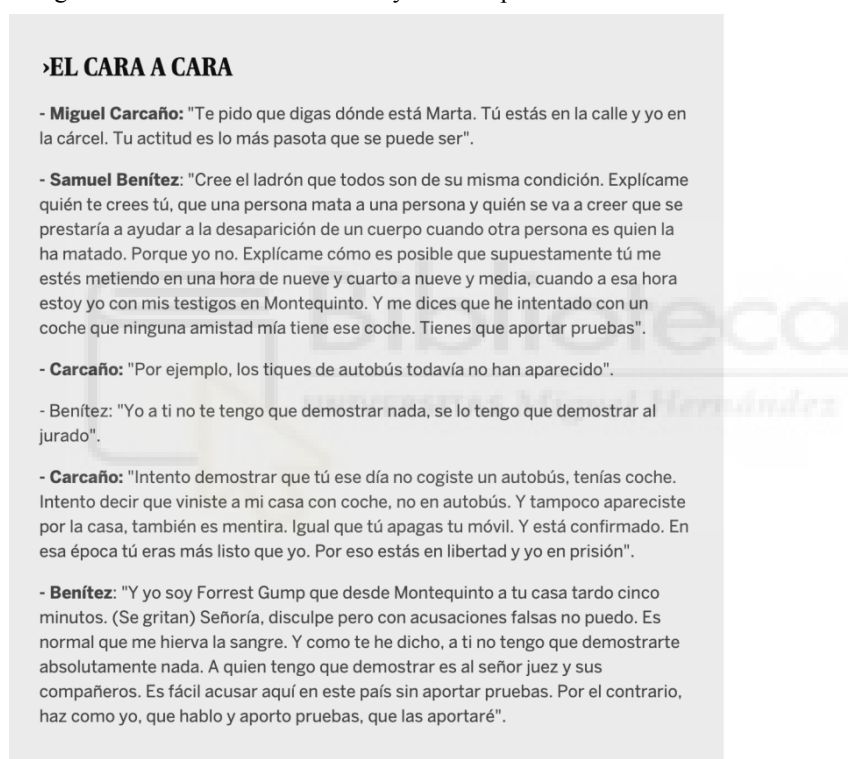 ›EL CARA A CARA
- Miguel Carcaño: "Te pido que digas dónde está Marta. Tú estás en la calle y yo en
la cárcel. Tu actitud es lo más pasota que se puede ser".
- Samuel Benítez: "Cree el ladrón que todos son de su misma condición. Explícame
quién te crees tú, que una persona mata a una persona y quién se va a creer que se
prestaría a ayudar a la desaparición de un cuerpo cuando otra persona es quien la
ha matado. Porque yo no. Explícame cómo es posible que supuestamente tú me
estés metiendo en una hora de nueve y cuarto a nueve y media, cuando a esa hora
estoy yo con mis testigos en Montequinto. Y me dices que he intentado con un
coche que ninguna amistad mía tiene ese coche. Tienes que aportar pruebas".
- Carcaño: "Por ejemplo, los tiques de autobús todavía no han aparecido".
- Benítez: "Yo a ti no te tengo que demostrar nada, se lo tengo que demostrar al
jurado".
- Carcaño: "Intento demostrar que tú ese día no cogiste un autobús, tenías coche.
Intento decir que viniste a mi casa con coche, no en autobús. Y tampoco apareciste
por la casa, también es mentira. Igual que tú apagas tu móvil. Y está confirmado. En
esa época tú eras más listo que yo. Por eso estás en libertad y yo en prisión".
- Benítez: "Y yo soy Forrest Gump que desde Montequinto a tu casa tardo cinco
minutos. (Se gritan) Señoría, disculpe pero con acusaciones falsas no puedo. Es
normal que me hierva la sangre. Y como te he dicho, a ti no tengo que demostrarte
absolutamente nada. A quien tengo que demostrar es al señor juez y sus
compañeros. Es fácil acusar aquí en este país sin aportar pruebas. Por el contrario,
haz como yo, que hablo y aporto pruebas, que las aportaré".
Biblioteca
Miguel Hernández